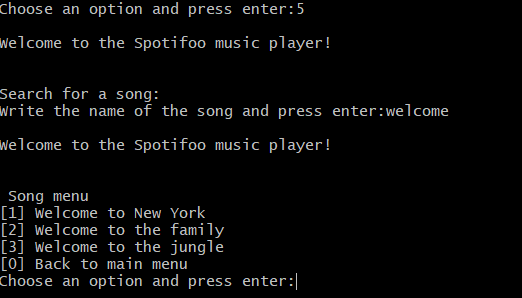 Choose an option and press enter:5
Welcome to the Spotifoo music player!
Search for a song:
Write the name of the song and press enter:welcome
Welcome to the Spotifoo music player!
Song menu
[1] Welcome to New York
[2] Welcome to the family
[3] Welcome to the jungle
[0] Back to main menu
Choose an option and press enter: